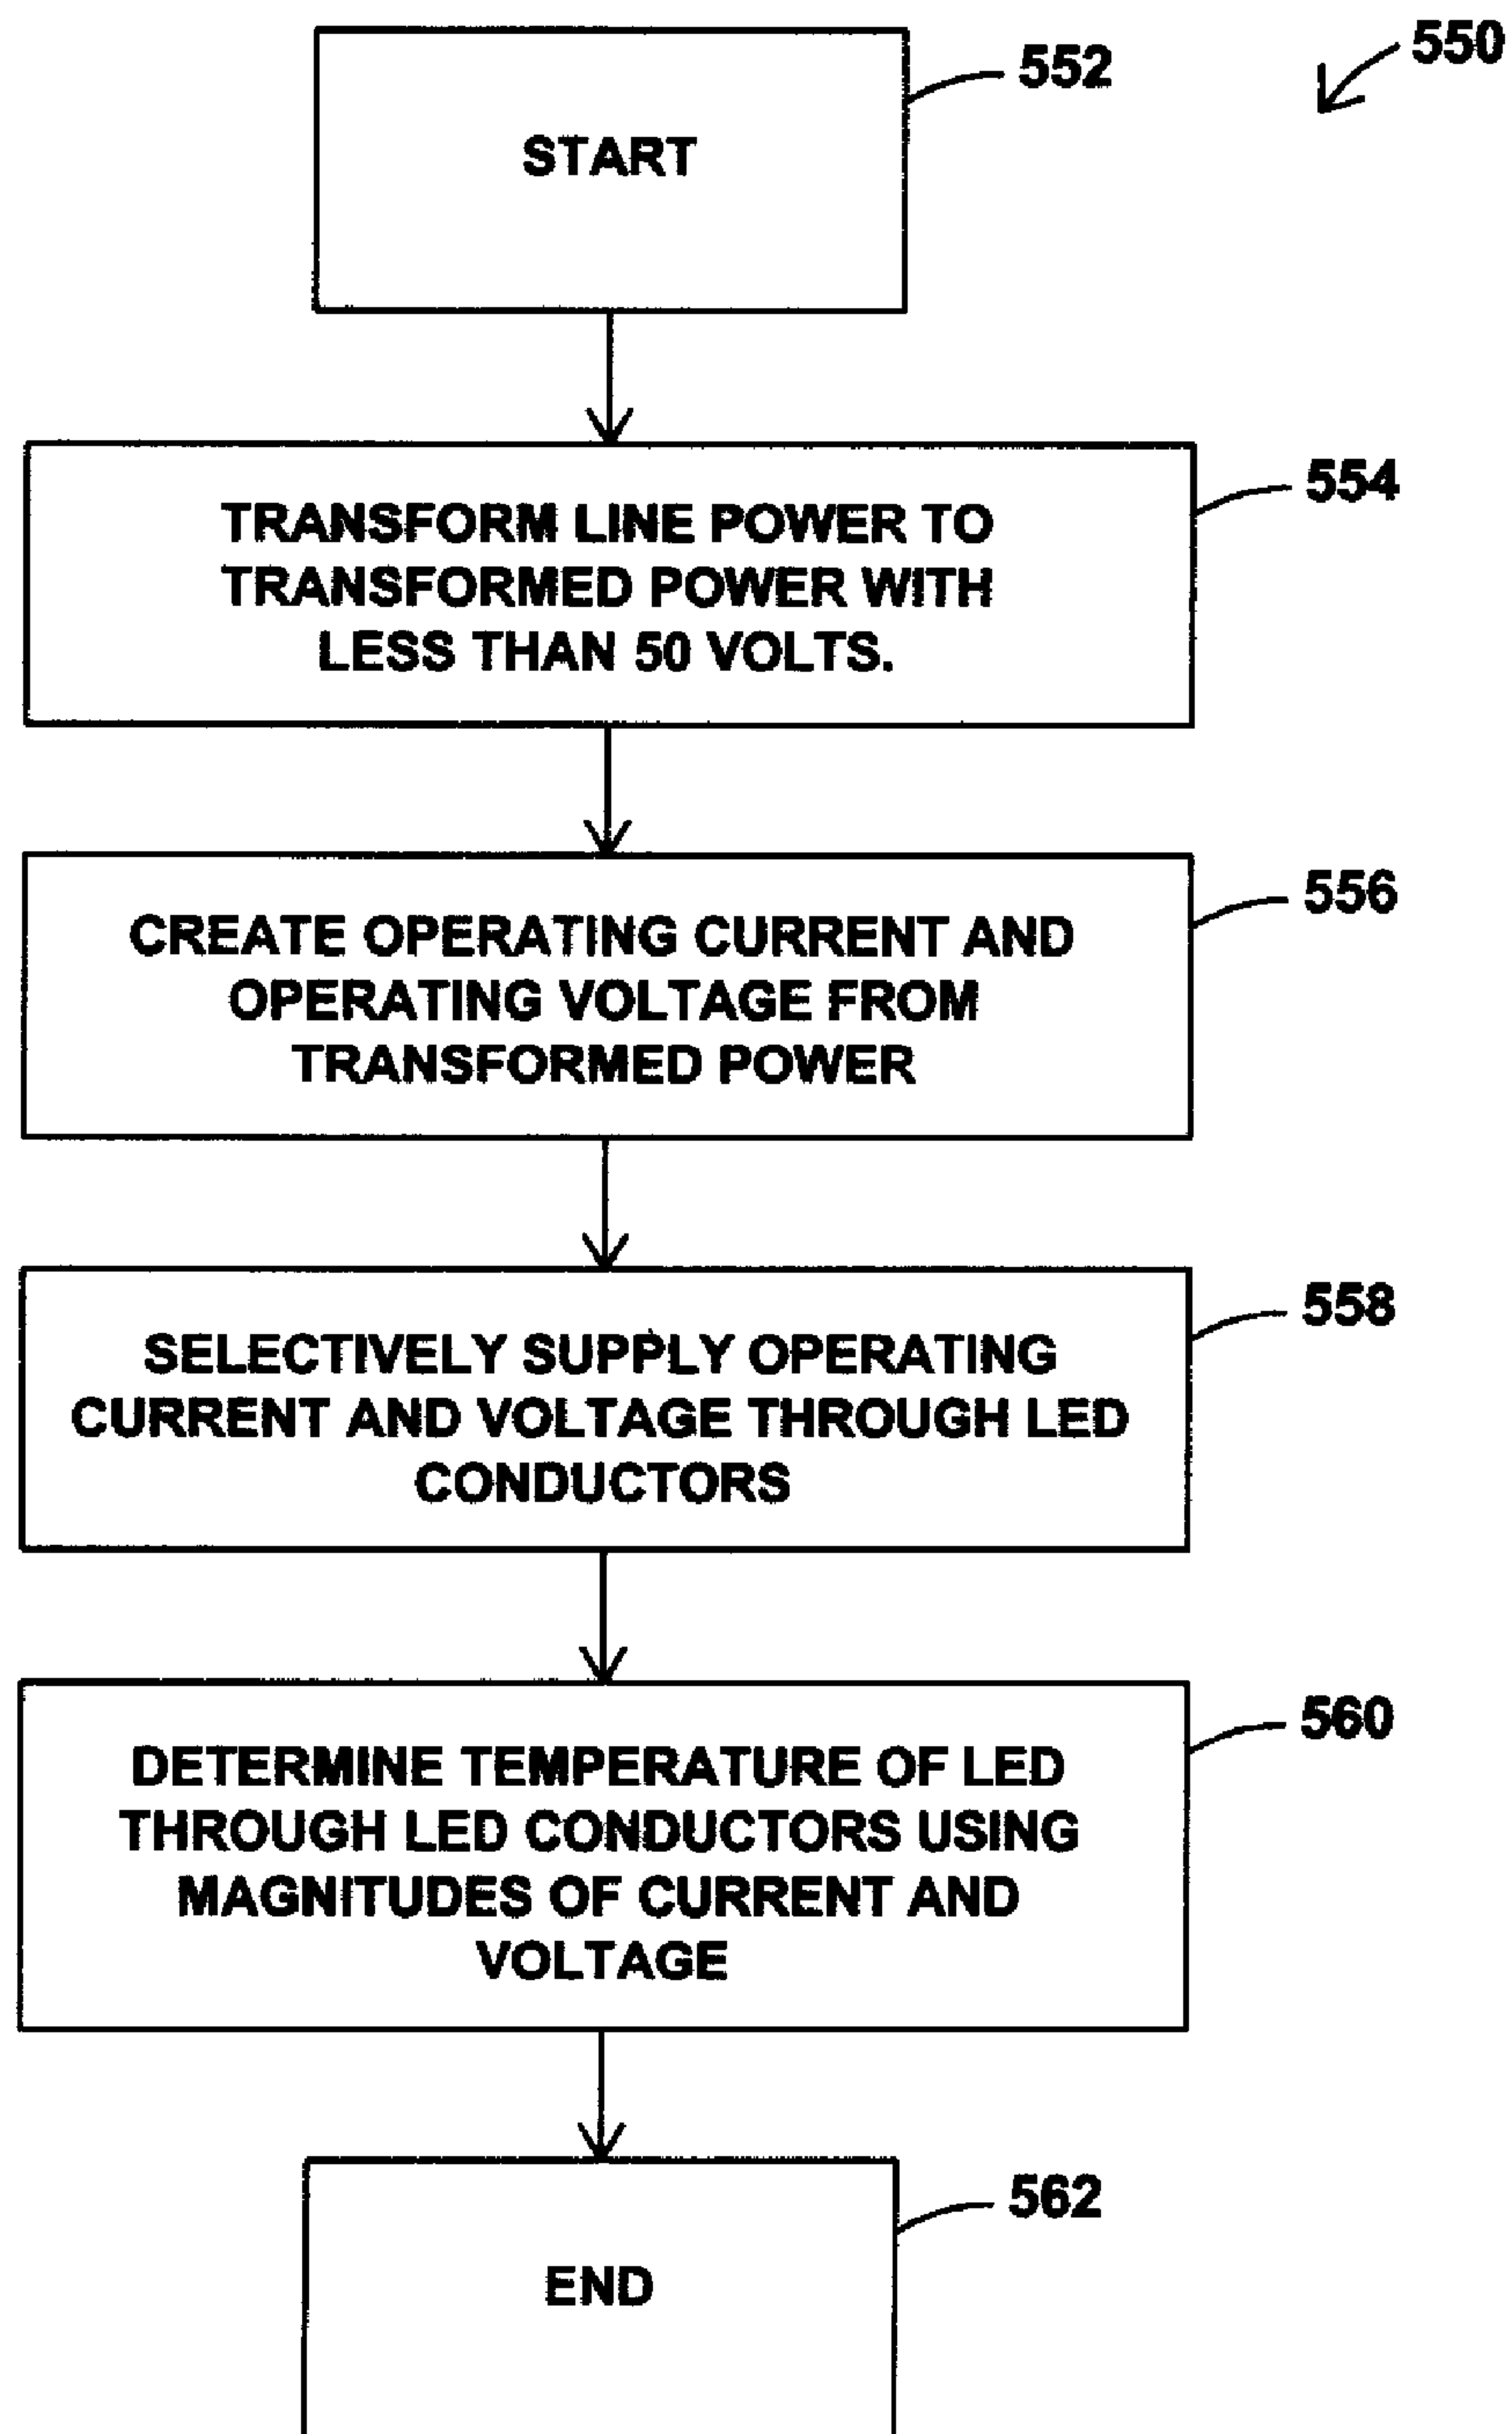 550
552
START
554
TRANSFORM LINE POWER TO
TRANSFORMED POWER WITH
LESS THAN 50 VOLTS.
556
CREATE OPERATING CURRENT AND
OPERATING VOLTAGE FROM
TRANSFORMED POWER
558
SELECTIVELY SUPPLY OPERATING
CURRENT AND VOLTAGE THROUGH LED
CONDUCTORS
560
DETERMINE TEMPERATURE OF LED
THROUGH LED CONDUCTORS USING
MAGNITUDES OF CURRENT AND
VOLTAGE
562
END